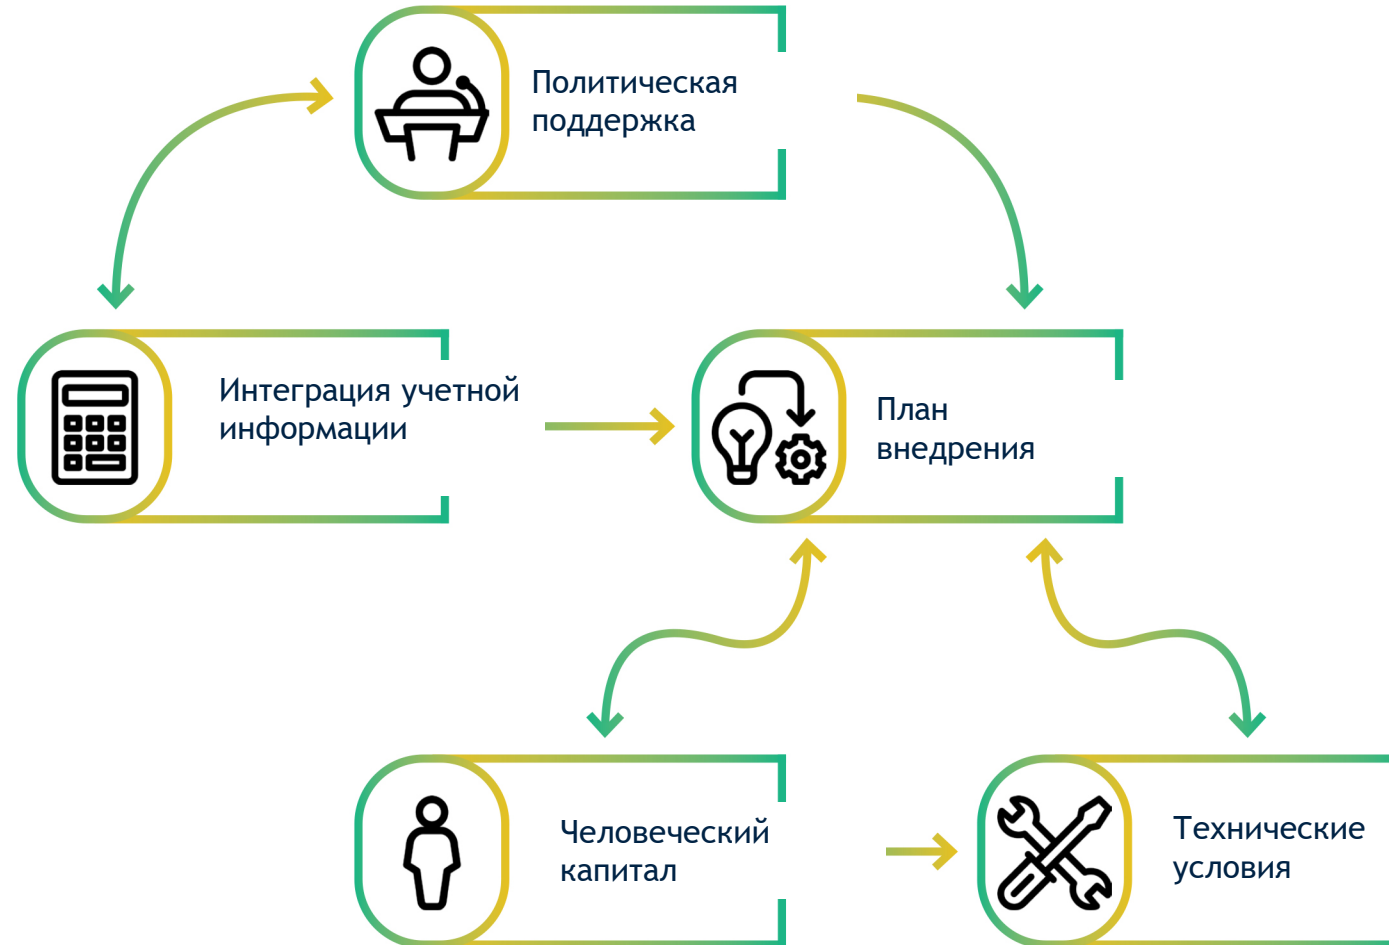 Политическая
поддержка
Интеграция учетной
информации
План
внедрения
Человеческий
капитал
Технические
условия